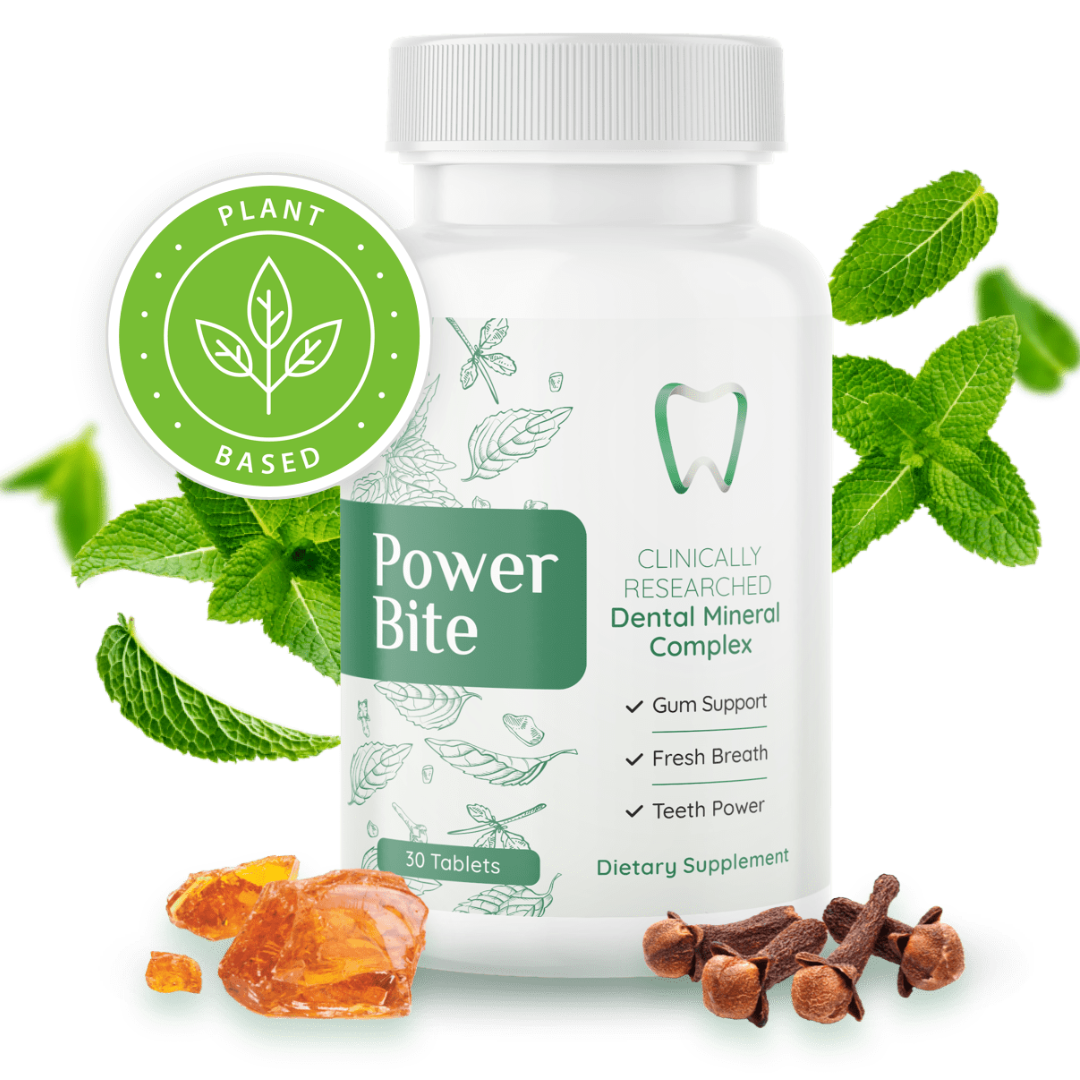 PLANT
BASED
Power
Bite
30 Tablets
CLINICALLY
RESEARCHED
Dental Mineral
Complex
Gum Support
Fresh Breath
Teeth Power
Dietary Supplement